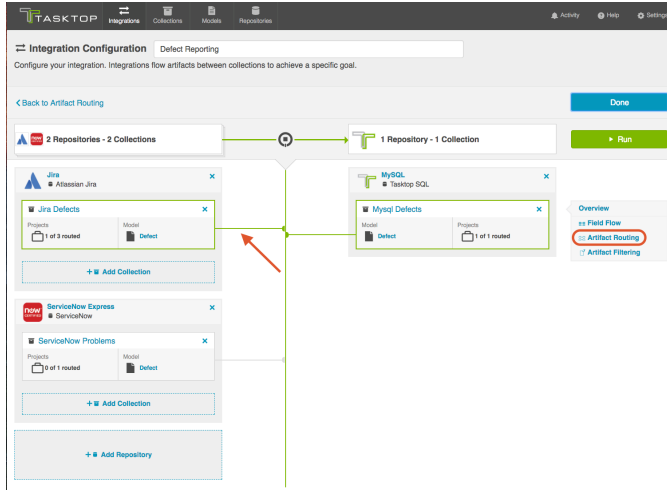 TASKTOP
Integrations
Collections
Models
Repositories
Activity
Help
Settings
Integration Configuration
Defect Reporting
Configure your integration. Integrations flow artifacts between collections to achieve a specific goal.
Back to Artifact Routing
Done
2 Repositories - 2 Collections
1 Repository - 1 Collection
Run
Jira
Atlassian Jira
MySQL
Tasktop SQL
Jira Defects
Projects
Model
1 of 3 routed
Defect
Mysql Defects
Model
Projects
Defect
1 of 1 routed
Overview
Field Flow
Artifact Routing
Artifact Filtering
+ Add Collection
now
ServiceNow Express
ServiceNow
ServiceNow Problems
Projects
Model
0 of 1 routed
Defect
+ Add Collection
+ Add Repository